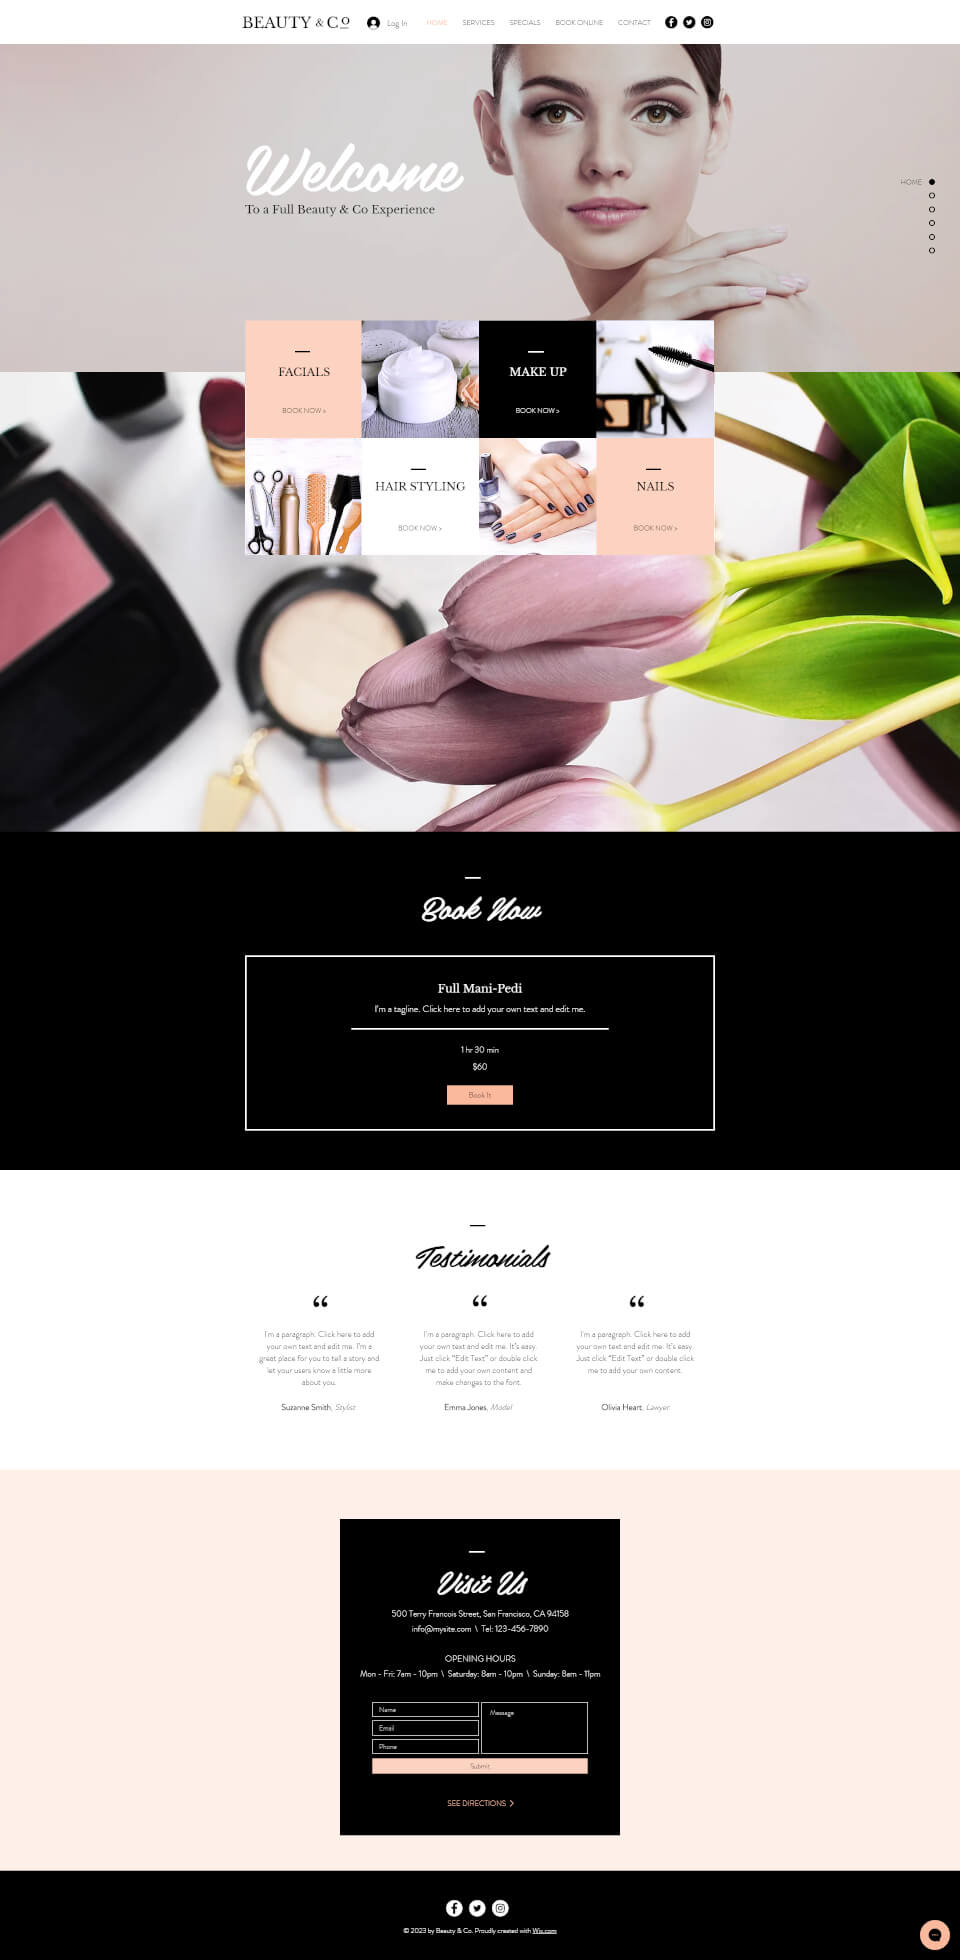 BEAUTY & Co
Log In
HOME
SERVICES
SPECIALS
BOOK ONLINE
CONTACT
Welcome
To a Full Beauty & Co Experience
HOME
FACIALS
BOOK NOW >
MAKE UP
BOOK NOW >
HAIR STYLING
BOOK NOW >
NAILS
BOOK NOW >
Book Now
Full Mani-Pedi
I'm a tagline. Click here to add your own text and edit me.
1 hr 30 min
$60
Book It
Testimonials
“
I'm a paragraph. Click here to add
your own text and edit me. I'm a
great place for you to tell a story and
let your users know a little more
about you.
Suzanne Smith, Stylist
“
I'm a paragraph. Click here to add
your own text and edit me. It's easy.
Just click “Edit Text” or double click
me to add your own content and
make changes to the font.
Emma Jones, Model
“
I'm a paragraph. Click here to add
your own text and edit me. It's easy.
Just click “Edit Text” or double click
me to add your own content.
Olivia Heart, Lawyer
Visit Us
500 Terry Francois Street, San Francisco, CA 94158
info@mysite.com \ Tel: 123-456-7890
OPENING HOURS
Mon - Fri: 7am - 10pm \ Saturday: 8am - 10pm \ Sunday: 8am - 11pm
Name
Email
Phone
Message
Submit
SEE DIRECTIONS >
© 2023 by Beauty & Co. Proudly created with Wix.com